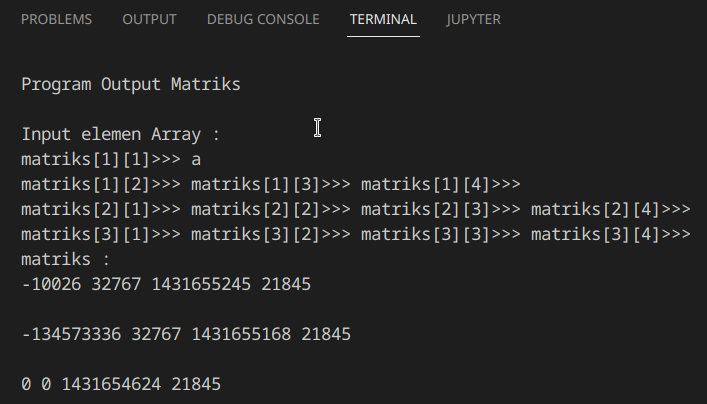 PROBLEMS OUTPUT DEBUG CONSOLE TERMINAL JUPYTER
Program Output Matriks
Input elemen Array :
matriks[1][1]>>> a
matriks[1][2]>>> matriks[1][3]>>> matriks[1][4]>>>
matriks[2][1]>>> matriks[2][2]>>> matriks[2][3]>>> matriks[2][4]>>>
matriks[3][1]>>> matriks[3][2]>>> matriks[3][3]>>> matriks[3][4]>>>
matriks :
-10026 32767 1431655245 21845
-134573336 32767 1431655168 21845
0 0 1431654624 21845